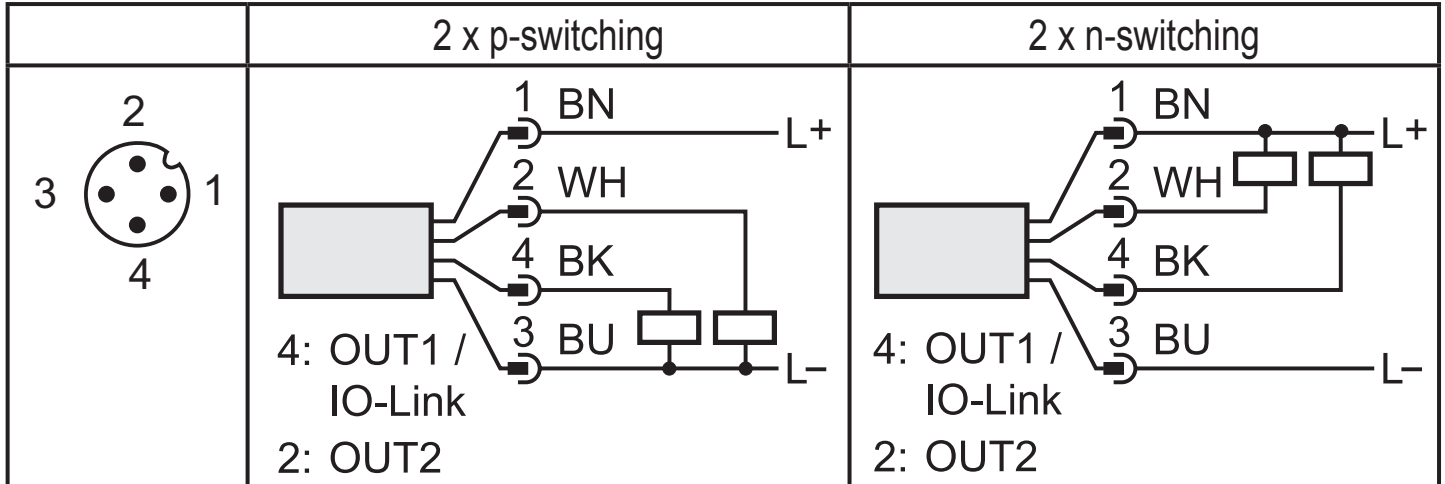 2 x p-switching
2 x n-switching
2
3
1
4
1 BN
L+
2 WH
4 BK
3 BU
L–
4: OUT1 /
IO-Link
2: OUT2
1 BN
L+
2 WH
4 BK
3 BU
L–
4: OUT1 /
IO-Link
2: OUT2